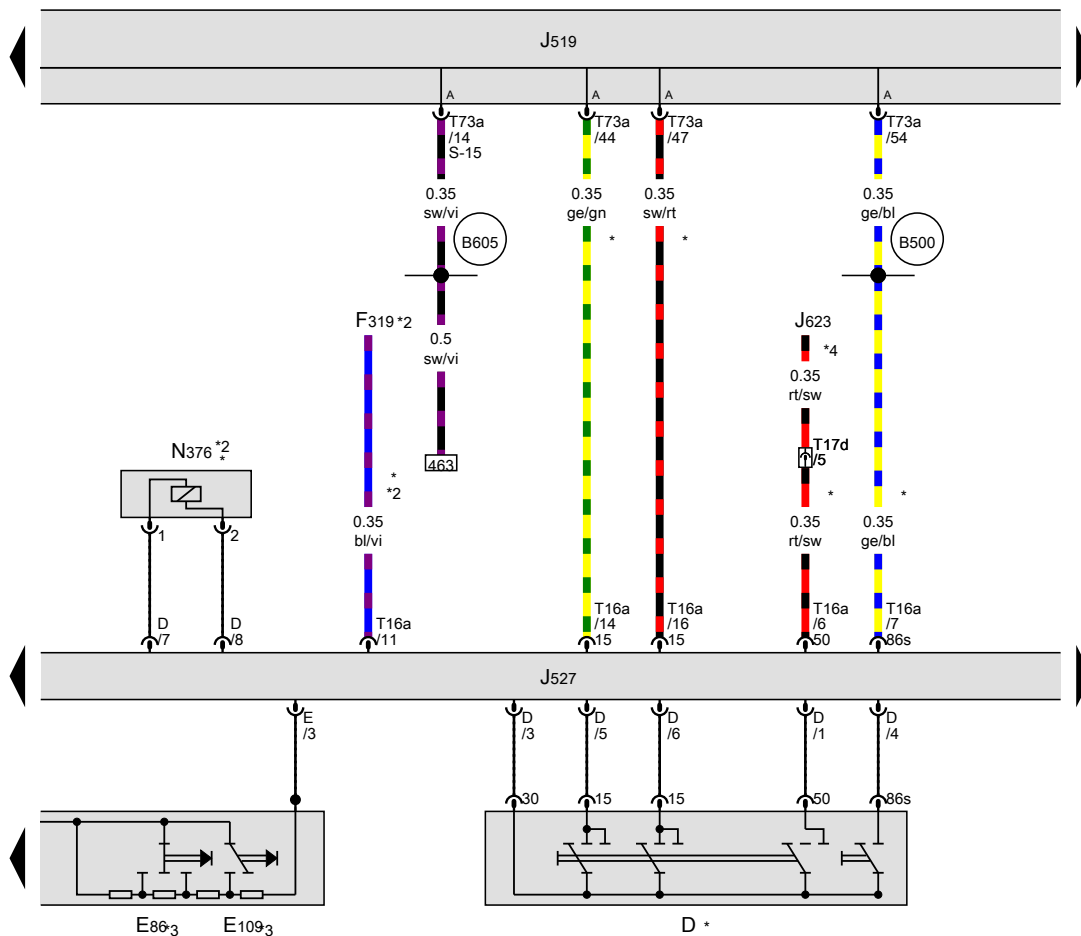 J519
A
A
A
A
T73a
/14
S-15
T73a
/44
T73a
/47
T73a
/54
0.35
sw/vi
0.35
ge/gn
0.35
sw/rt
0.35
ge/bl
B605
*
*
B500
F319 *2
0.5
sw/vi
J623
*4
0.35
rt/sw
T17d
/5
463
N376 *2
*
*
*2
*
*
1
2
0.35
bl/vi
0.35
rt/sw
0.35
ge/bl
D
/7
D
/8
T16a
/11
T16a
/14
15
T16a
/16
15
T16a
/6
50
T16a
/7
86s
J527
E
/3
D
/3
D
/5
D
/6
D
/1
D
/4
30
15
15
50
86s
E86*3
E109*3
D *